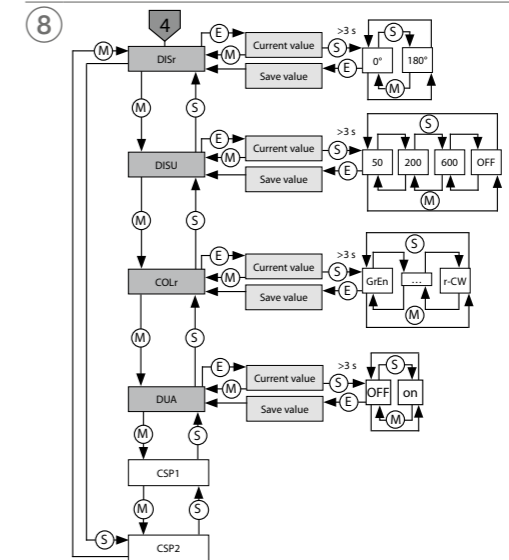 8
4
M
E
Current value
>3 s
S
0°
180°
DISr
M
Save value
E
M
M
S
E
Current value
>3 s
S
50
200
600
OFF
DISU
M
Save value
E
M
M
S
E
Current value
>3 s
S
GrEn
...
r-CW
COLr
M
Save value
E
M
M
S
E
Current value
>3 s
S
OFF
on
DUA
M
Save value
E
M
M
S
CSP1
M
S
S
CSP2